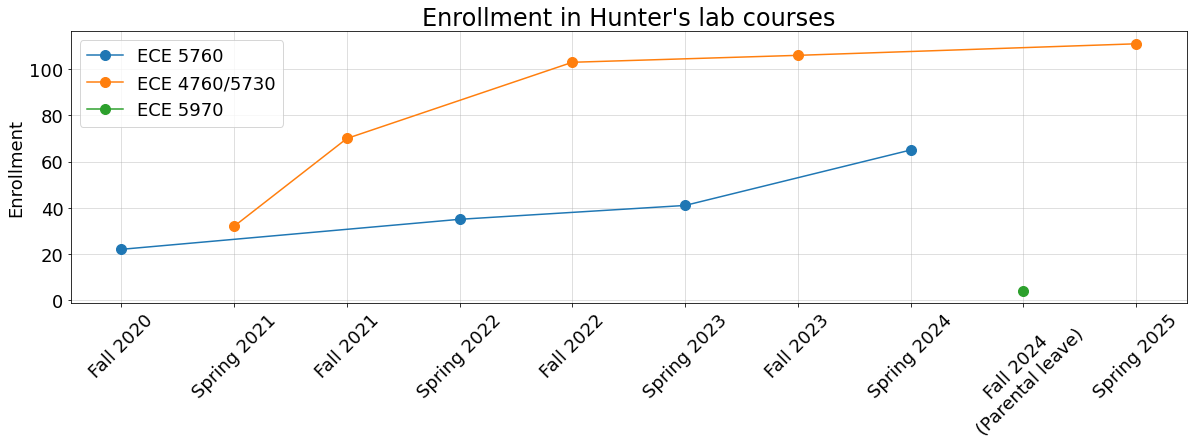 Enrollment in Hunter's lab courses
ECE 5760
ECE 4760/5730
ECE 5970
Enrollment
100
80
60
40
20
0
Fall 2020
Spring 2021
Fall 2021
Spring 2022
Fall 2022
Spring 2023
Fall 2023
Spring 2024
Fall 2024
(Parental leave)
Spring 2025